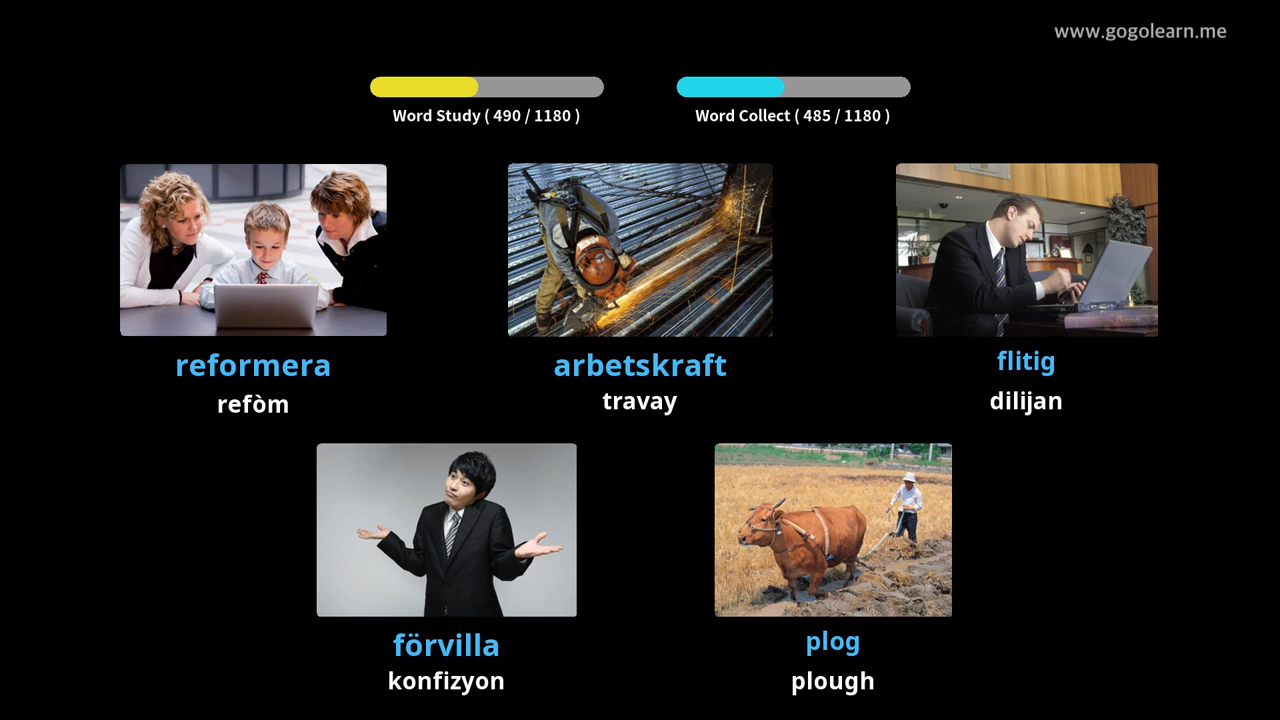 www.gogolearn.me
Word Study ( 490 / 1180 )
Word Collect ( 485 / 1180 )
reformera
refòm
arbetskraft
travay
flitig
dilijan
förvilla
konfizyon
plog
plough